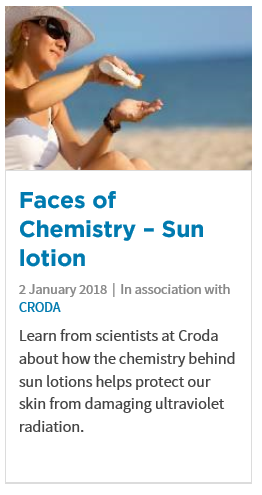 Faces of
Chemistry – Sun
lotion
2 January 2018 | In association with
CRODA
Learn from scientists at Croda
about how the chemistry behind
sun lotions helps protect our
skin from damaging ultraviolet
radiation.